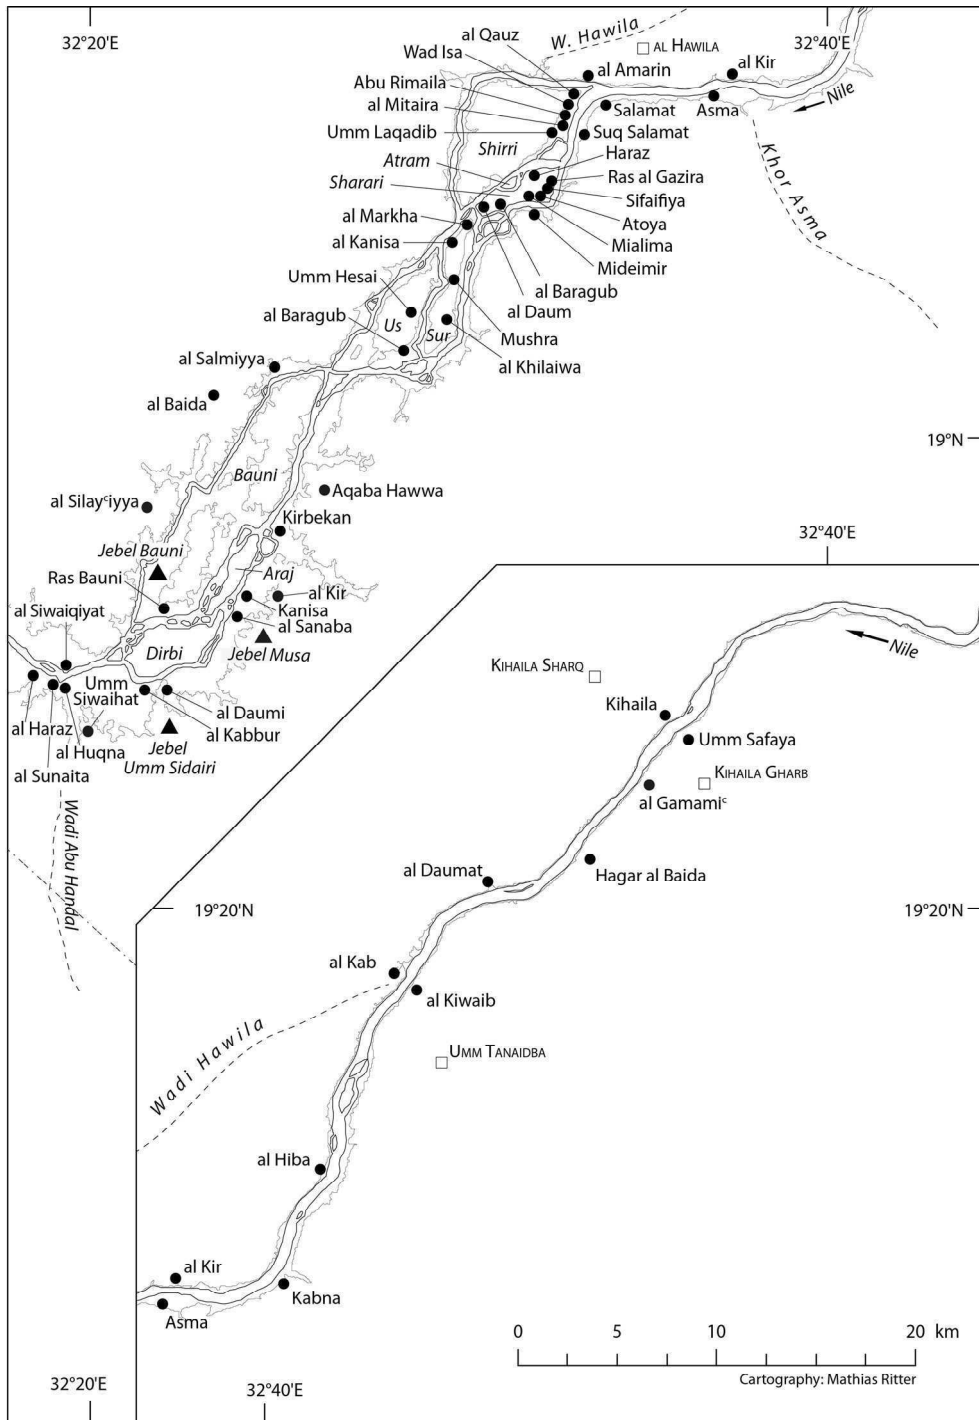 32°20'E
32°40'E
W. Hawila
AL HAWILA
al Qauz
Wad Isa
Abu Rimaila
al Mitaira
Umm Laqadib
al Amarin
al Kir
Nile
Salamat
Asma
Suq Salamat
Khor Asma
Shirri
Atram
Sharari
Haraz
Ras al Gazira
Sifaifiya
Atoya
Mialima
Mideimir
al Markha
al Kanisa
al Baragub
al Daum
Umm Hesai
al Baragub
Us
Sur
Mushra
al Khilaiwa
al Salmiyya
al Baida
19°N
Bauni
Aqaba Hawwa
al Silayᶜiyya
Kirbekan
Jebel Bauni
Ras Bauni
Araj
al Kir
Kanisa
al Sanaba
Jebel Musa
al Siwaiqiyat
Dirbi
Umm
Siwaihat
al Haraz
al Huqna
al Sunaita
al Daumi
al Kabbur
Jebel
Umm Sidairi
Wadi Abu Handal
32°40'E
Nile
KIHAILA SHARQ
Kihaila
Umm Safaya
KIHAILA GHARB
al Gamamiᶜ
al Daumat
Hagar al Baida
19°20'N
19°20'N
al Kab
al Kiwaib
Wadi Hawila
UMM TANAIDBA
al Hiba
al Kir
Asma
Kabna
0 5 10 20 km
Cartography: Mathias Ritter
32°20'E
32°40'E